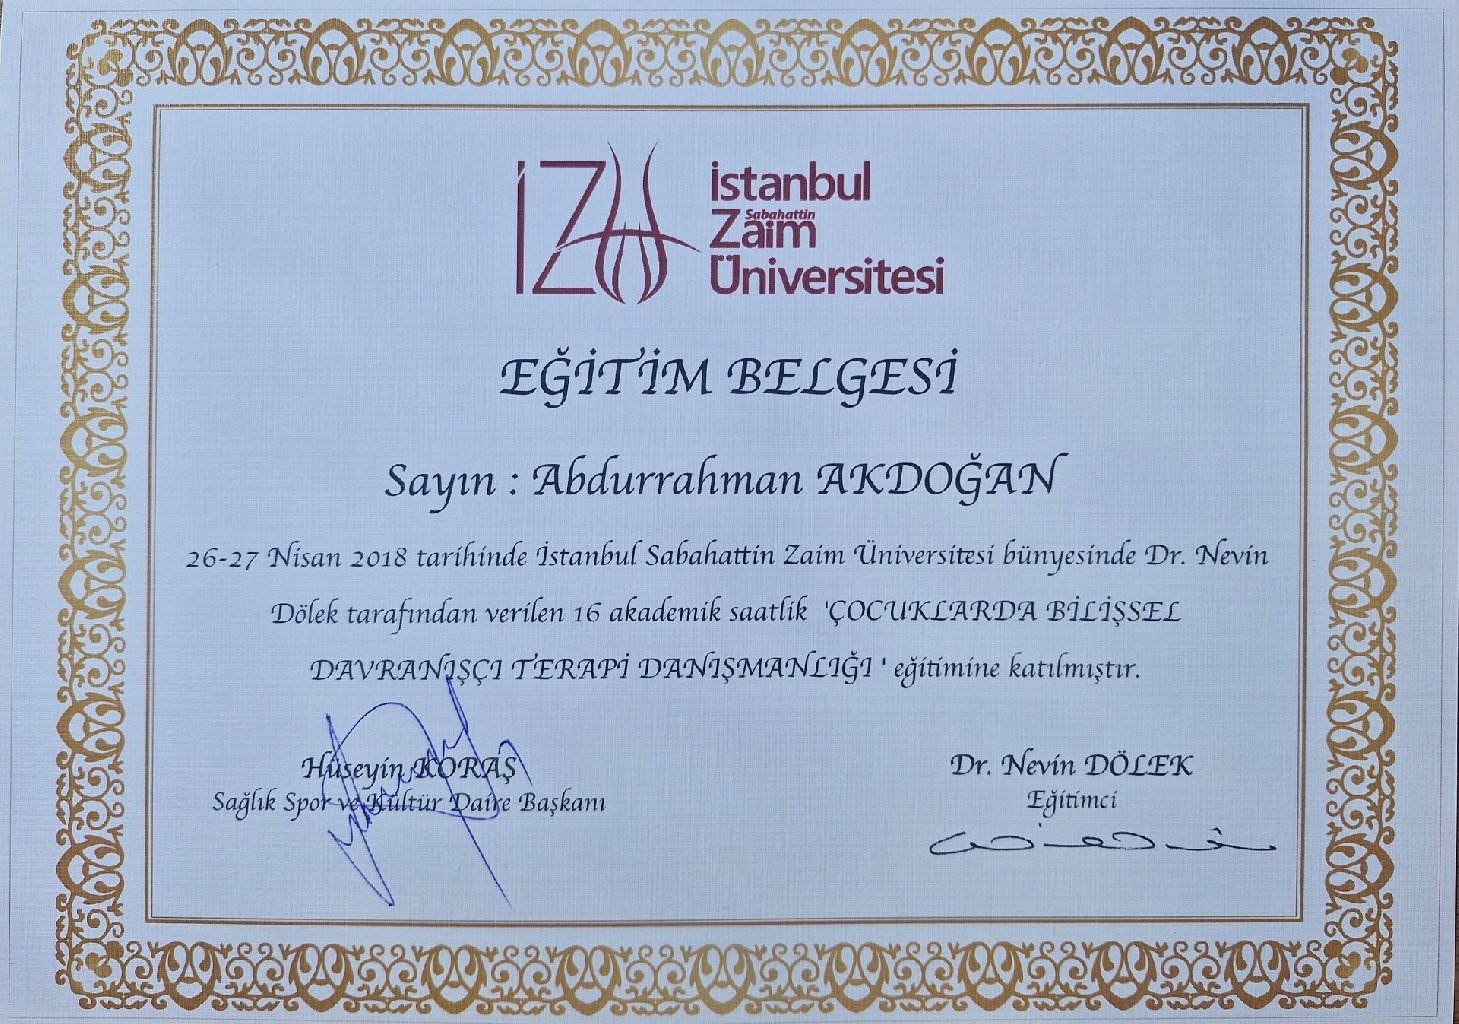 İZÜ
İstanbul
Sabahattin
Zaim
Üniversitesi
EĞİTİM BELGESİ
Sayın : Abdurrahman AKDOĞAN
26-27 Nisan 2018 tarihinde İstanbul Sabahattin Zaim Üniversitesi bünyesinde Dr. Nevin
Dölek tarafından verilen 16 akademik saatlik 'ÇOCUKLARDA BİLİŞSEL
DAVRANIŞÇI TERAPİ DANIŞMANLIĞI ' eğitimine katılmıştır.
Hüseyin KORAŞ
Sağlık Spor ve Kültür Daire Başkanı
Dr. Nevin DÖLEK
Eğitimci